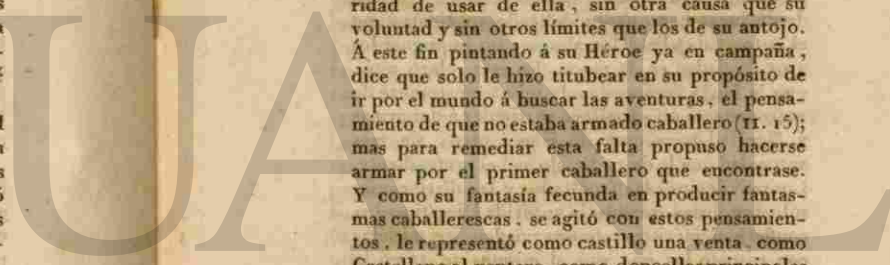 ridad de usar de ella, sin otra causa que su
voluntad y sin otros límites que los de su antojo.
Á este fin pintando á su Héroe ya en campaña,
dice que solo le hizo titubear en su propósito de
ir por el mundo á buscar las aventuras, el pensa-
miento de que no estaba armado caballero (11. 15);
mas para remediar esta falta propuso hacerse
armar por el primer caballero que encontrase.
Y como su fantasía fecunda en producir fantas-
mas caballerescas, se agitó con estos pensamien-
tos, le representó como castillo una venta, como
UANL